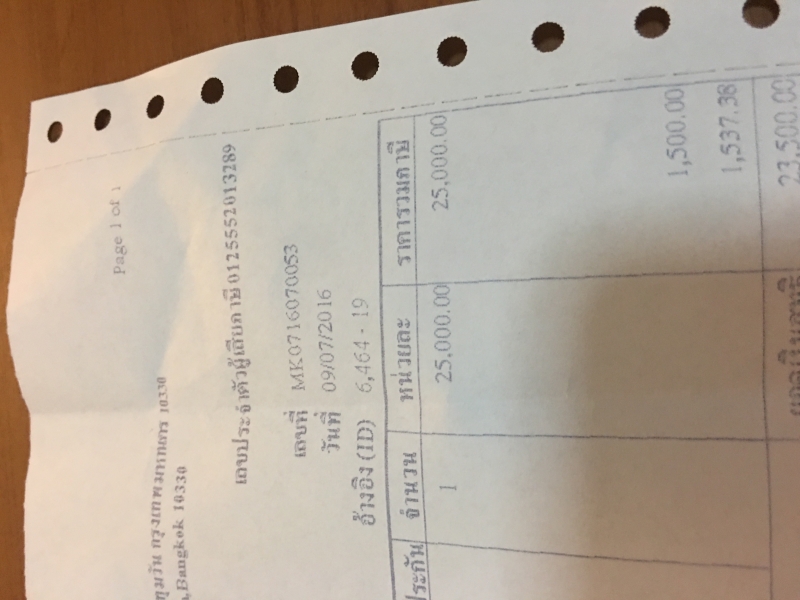 Page 1 of 1
ทุมวัน กรุงเทพมหานคร 10330
,Bangkok 10330
เลขประจำตัวผู้เสียภาษี 0125552013289
เลขที่ MK0716070053
วันที่ 09/07/2016
อ้างอิง (ID) 6,464 - 19
ประกัน จำนวน หน่วยละ ราคารวมภาษี
1 25,000.00 25,000.00
1,500.00
1,537.38
23,500.00